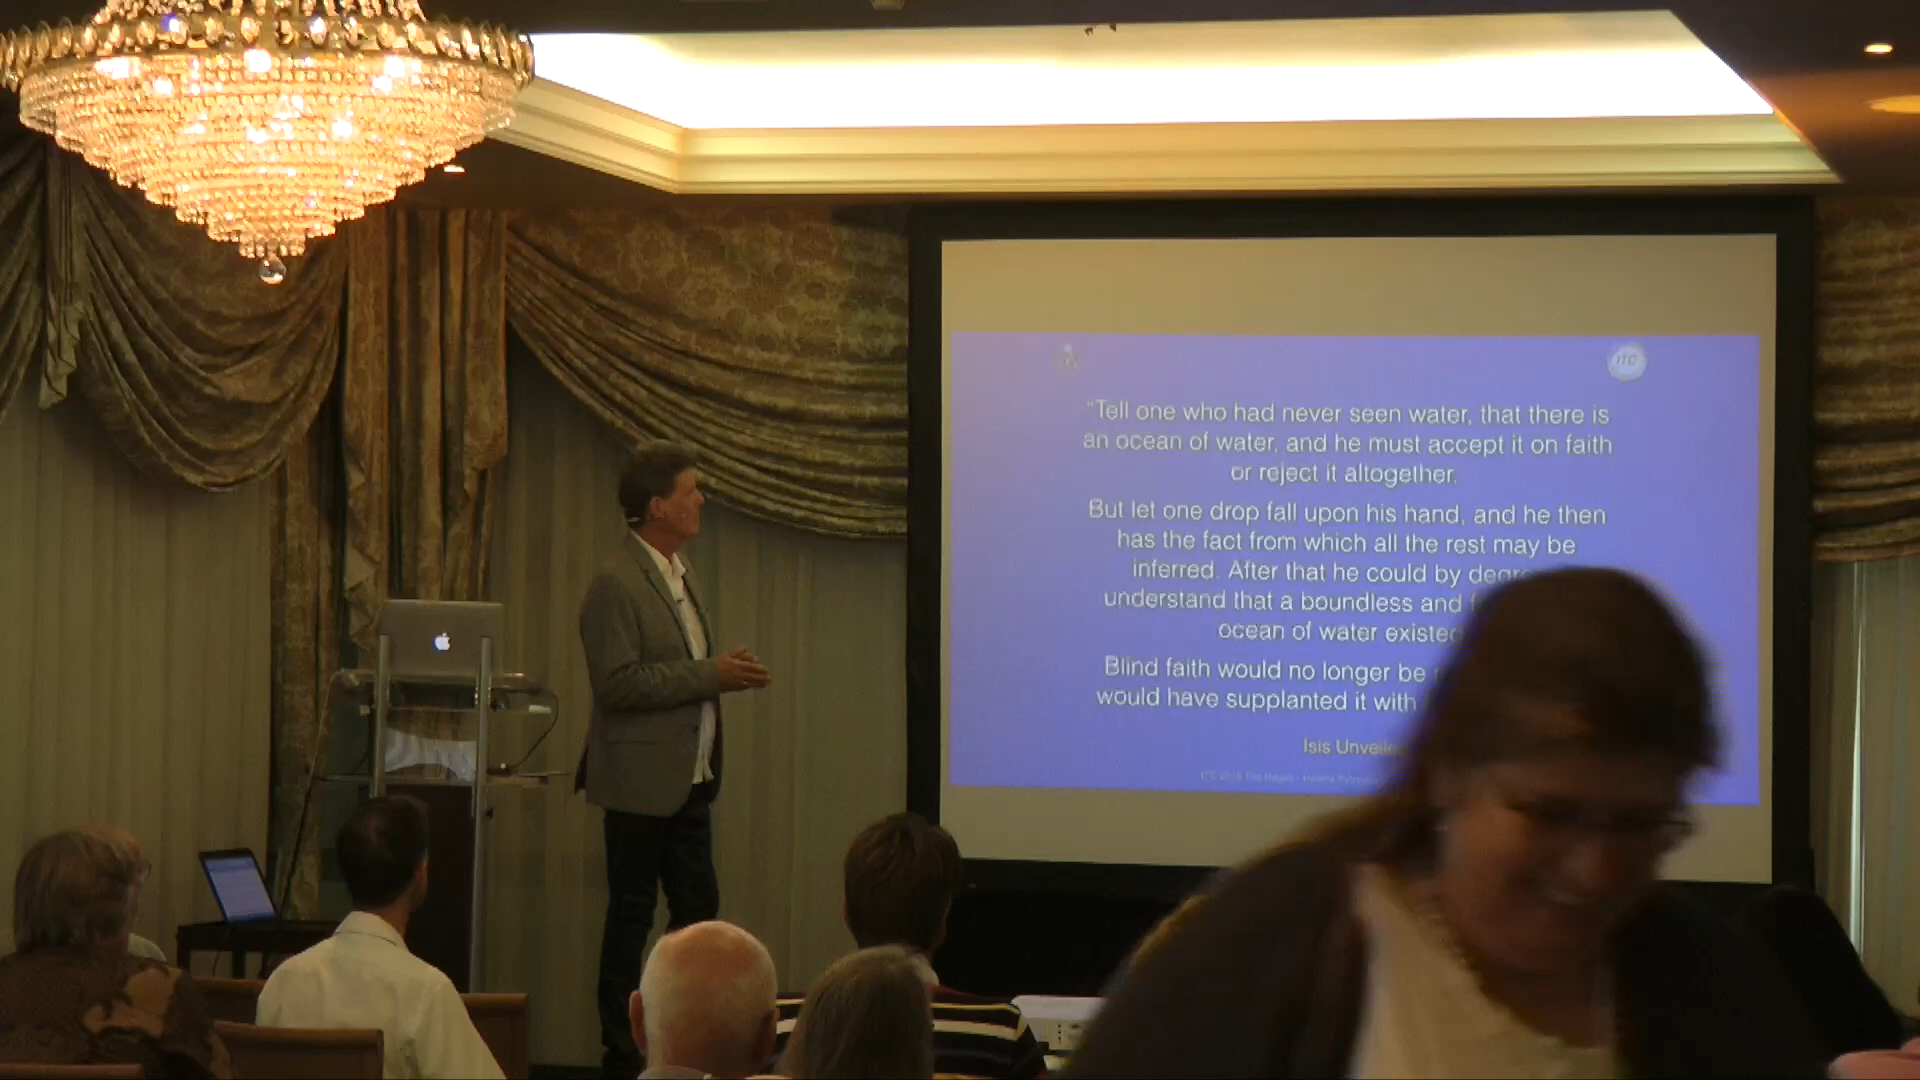 ITC
“Tell one who had never seen water, that there is
an ocean of water, and he must accept it on faith
or reject it altogether.
But let one drop fall upon his hand, and he then
has the fact from which all the rest may be
inferred. After that he could by
understand that a boundless and
ocean of water existed
Blind faith would no longer be
would have supplanted it with
Isis Unveiled